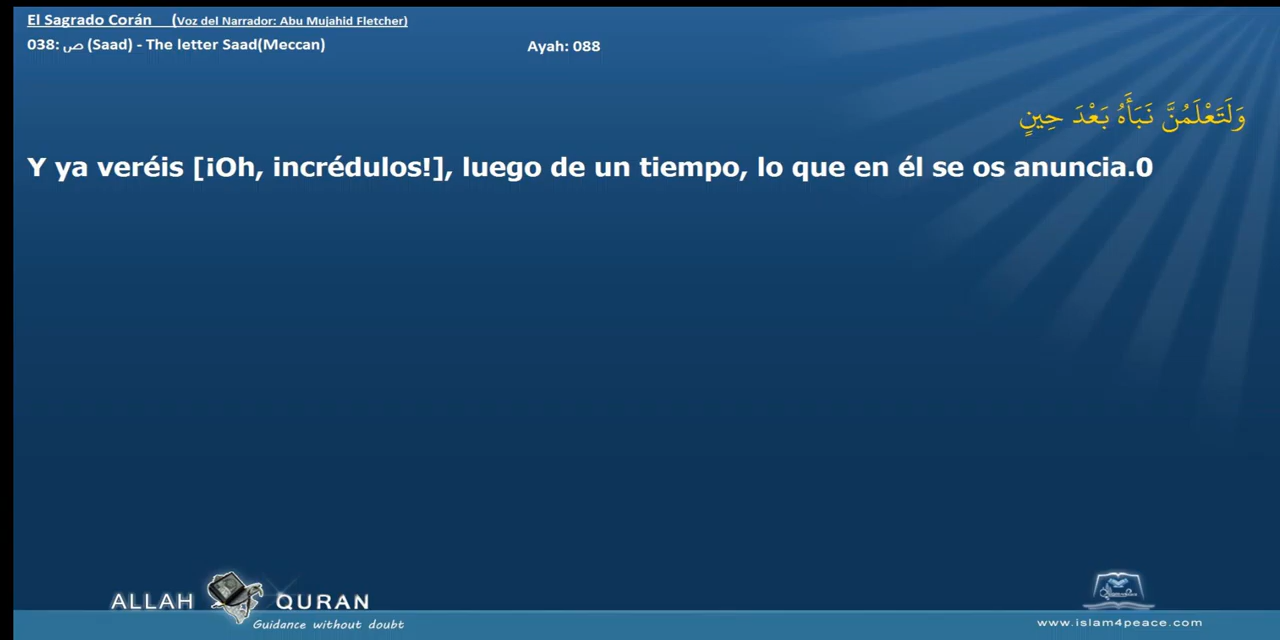 El Sagrado Corán (Voz del Narrador: Abu Mujahid Fletcher)
038: ص (Saad) - The letter Saad(Meccan) Ayah: 088
وَلَتَعْلَمُنَّ نَبَأَهُ بَعْدَ حِينٍ
Y ya veréis [¡Oh, incrédulos!], luego de un tiempo, lo que en él se os anuncia.0
ALLAH QURAN
Guidance without doubt
www.islam4peace.com